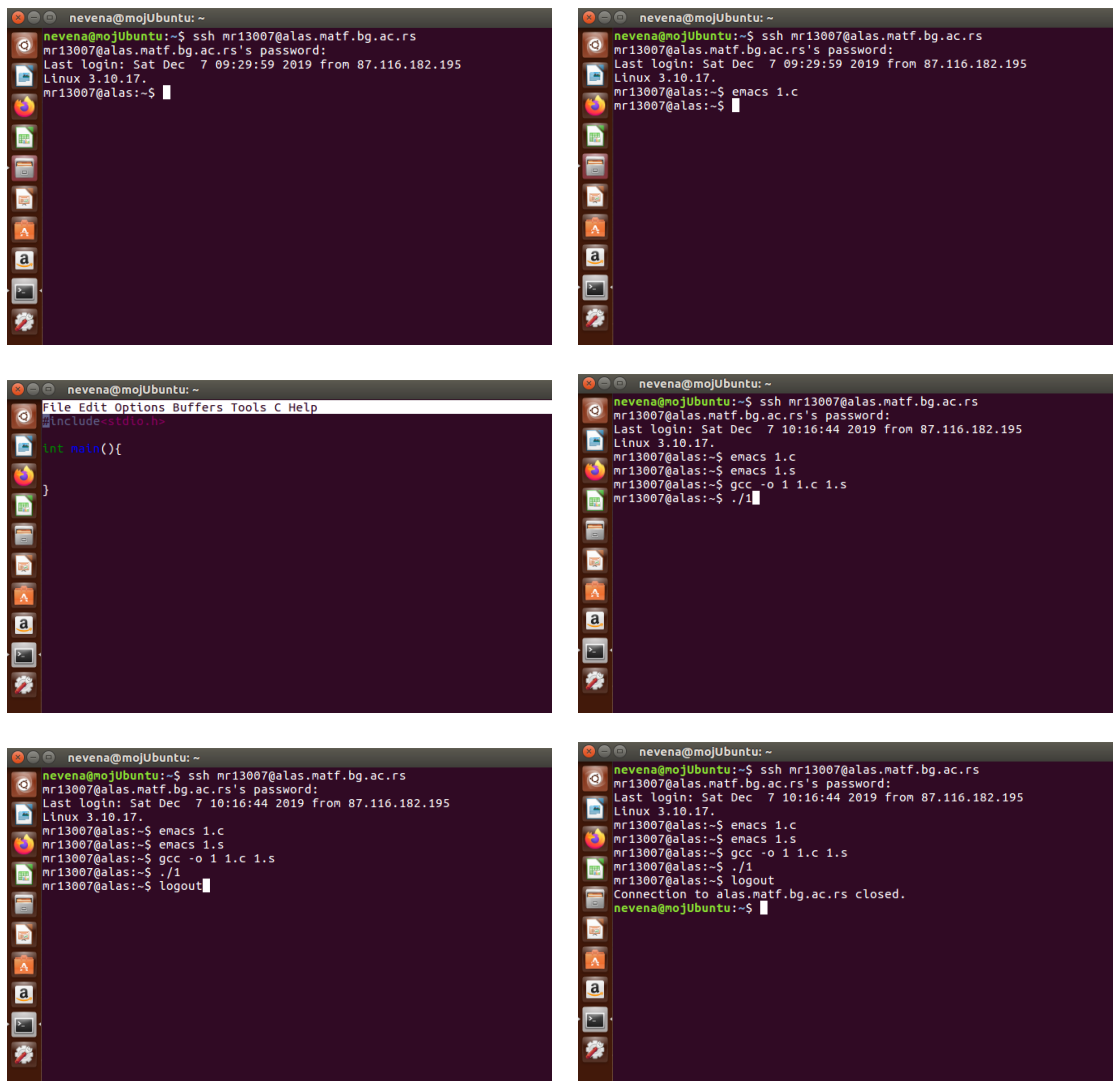 nevena@mojUbuntu: ~
nevena@mojUbuntu:~$ ssh mr13007@alas.matf.bg.ac.rs
mr13007@alas.matf.bg.ac.rs's password:
Last login: Sat Dec  7 09:29:59 2019 from 87.116.182.195
Linux 3.10.17.
mr13007@alas:~$
nevena@mojUbuntu: ~
nevena@mojUbuntu:~$ ssh mr13007@alas.matf.bg.ac.rs
mr13007@alas.matf.bg.ac.rs's password:
Last login: Sat Dec  7 09:29:59 2019 from 87.116.182.195
Linux 3.10.17.
mr13007@alas:~$ emacs 1.c
mr13007@alas:~$
nevena@mojUbuntu: ~
File Edit Options Buffers Tools C Help
#include<stdio.h>
int main(){
}
nevena@mojUbuntu: ~
nevena@mojUbuntu:~$ ssh mr13007@alas.matf.bg.ac.rs
mr13007@alas.matf.bg.ac.rs's password:
Last login: Sat Dec  7 10:16:44 2019 from 87.116.182.195
Linux 3.10.17.
mr13007@alas:~$ emacs 1.c
mr13007@alas:~$ emacs 1.s
mr13007@alas:~$ gcc -o 1 1.c 1.s
mr13007@alas:~$ ./1
nevena@mojUbuntu: ~
nevena@mojUbuntu:~$ ssh mr13007@alas.matf.bg.ac.rs
mr13007@alas.matf.bg.ac.rs's password:
Last login: Sat Dec  7 10:16:44 2019 from 87.116.182.195
Linux 3.10.17.
mr13007@alas:~$ emacs 1.c
mr13007@alas:~$ emacs 1.s
mr13007@alas:~$ gcc -o 1 1.c 1.s
mr13007@alas:~$ ./1
mr13007@alas:~$ logout
nevena@mojUbuntu: ~
nevena@mojUbuntu:~$ ssh mr13007@alas.matf.bg.ac.rs
mr13007@alas.matf.bg.ac.rs's password:
Last login: Sat Dec  7 10:16:44 2019 from 87.116.182.195
Linux 3.10.17.
mr13007@alas:~$ emacs 1.c
mr13007@alas:~$ emacs 1.s
mr13007@alas:~$ gcc -o 1 1.c 1.s
mr13007@alas:~$ ./1
mr13007@alas:~$ logout
Connection to alas.matf.bg.ac.rs closed.
nevena@mojUbuntu:~$